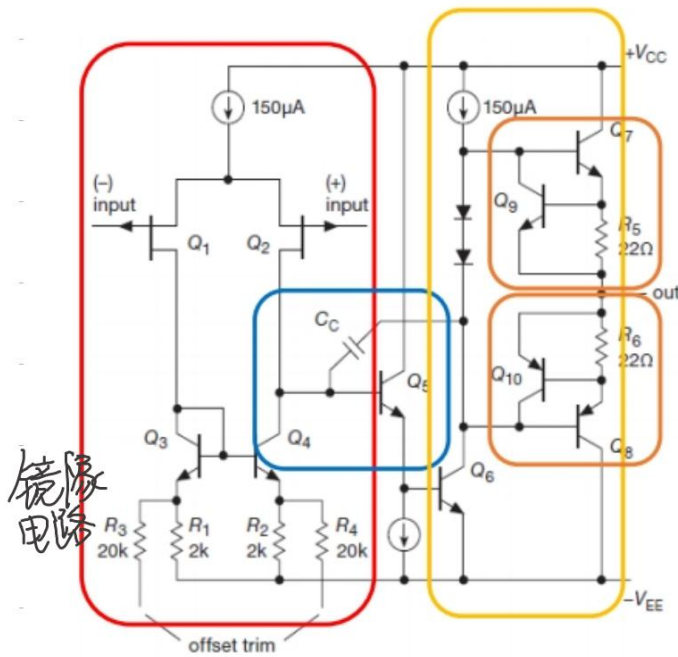 +VCC
150μA
150μA
Q7
(−)
input
(+)
input
Q9
Q1
Q2
R5
22Ω
out
CC
R6
22Ω
Q5
Q10
Q3
Q4
Q6
Q8
镜像
电路
R3
20k
R1
2k
R2
2k
R4
20k
−VEE
offset trim